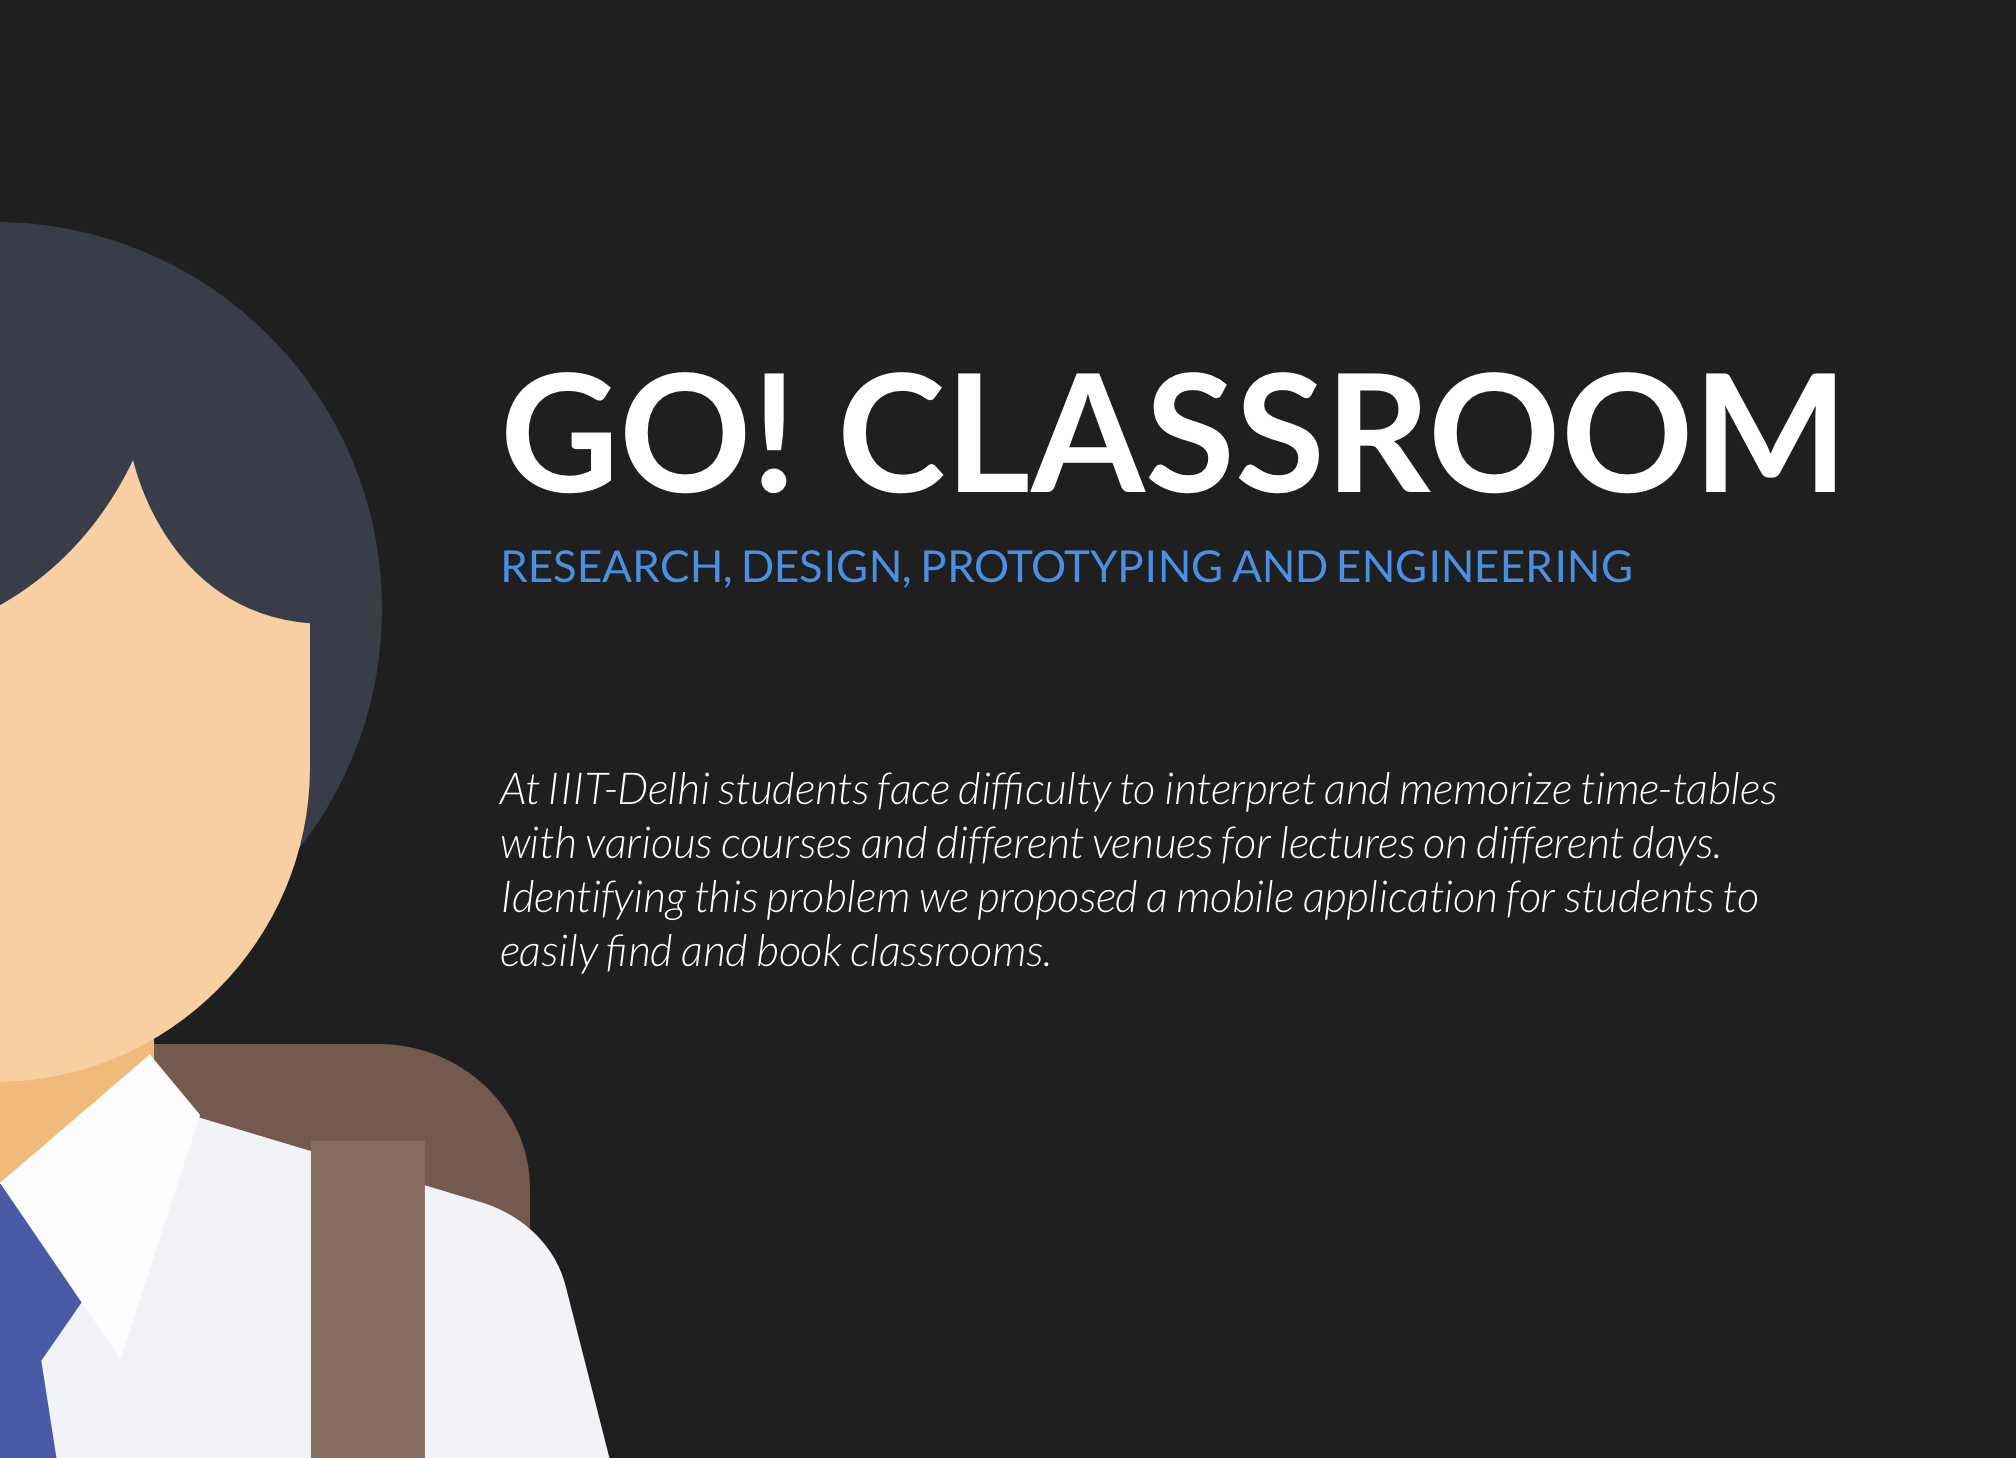 GO! CLASSROOM
RESEARCH, DESIGN, PROTOTYPING AND ENGINEERING
At IIIT-Delhi students face difficulty to interpret and memorize time-tables
with various courses and different venues for lectures on different days.
Identifying this problem we proposed a mobile application for students to
easily find and book classrooms.